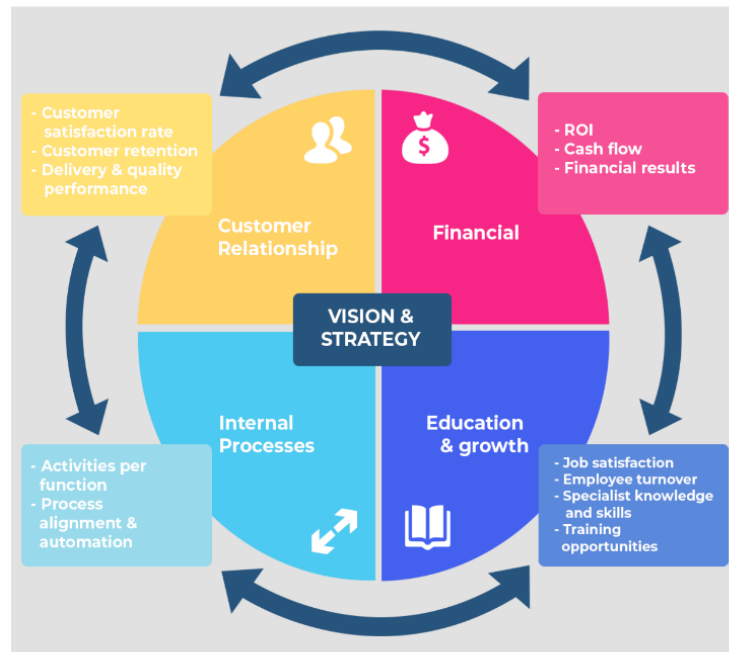 - Customer
satisfaction rate
- Customer retention
- Delivery & quality
performance
- ROI
- Cash flow
- Financial results
$
Customer
Relationship
Financial
VISION &
STRATEGY
Internal
Processes
Education
& growth
- Activities per
function
- Process
alignment &
automation
- Job satisfaction
- Employee turnover
- Specialist knowledge
and skills
- Training
opportunities